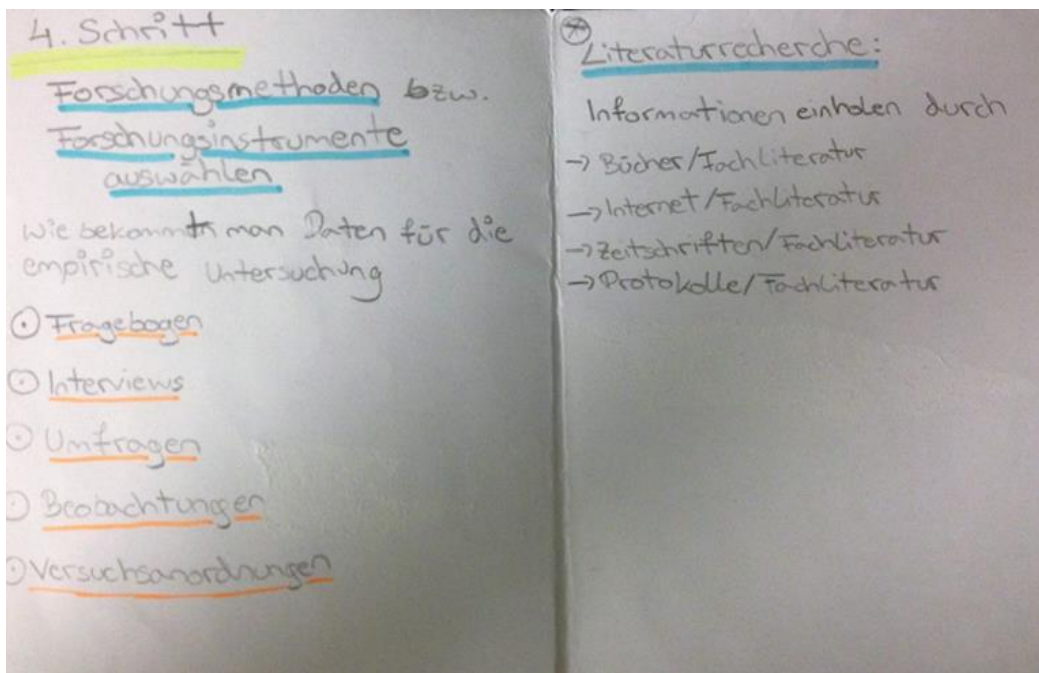 4. Schritt
Forschungsmethoden bzw.
Forschungsinstrumente
auswählen
Wie bekommt man Daten für die
empirische Untersuchung
Fragebogen
Interviews
Umfragen
Beobachtungen
Versuchsanordnungen
Literaturrecherche:
Informationen einholen durch
-> Bücher/Fachliteratur
-> Internet/Fachliteratur
-> Zeitschriften/Fachliteratur
-> Protokolle/Fachliteratur